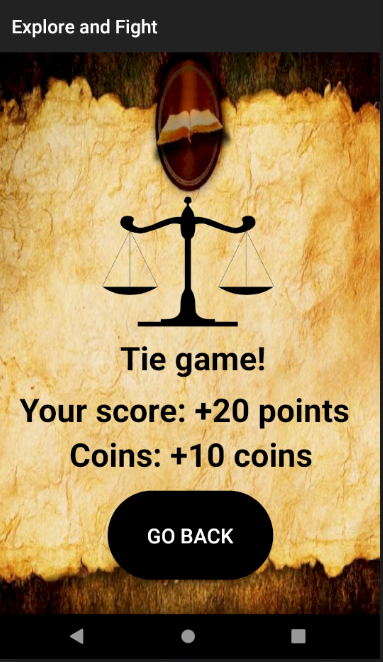 Explore and Fight
Tie game!
Your score: +20 points
Coins: +10 coins
GO BACK